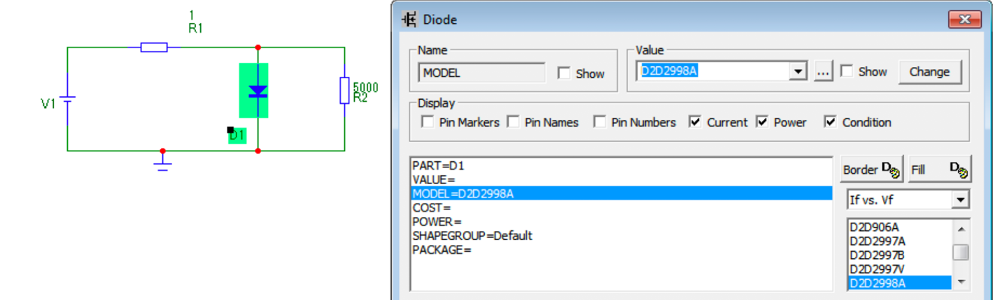 1
R1
5000
R2
V1
D1
Diode
Name
MODEL
Show
Value
D2D2998A
...
Show
Change
Display
Pin Markers
Pin Names
Pin Numbers
Current
Power
Condition
PART=D1
VALUE=
MODEL=D2D2998A
COST=
POWER=
SHAPEGROUP=Default
PACKAGE=
Border D
Fill D
If vs. Vf
D2D906A
D2D2997A
D2D2997B
D2D2997V
D2D2998A